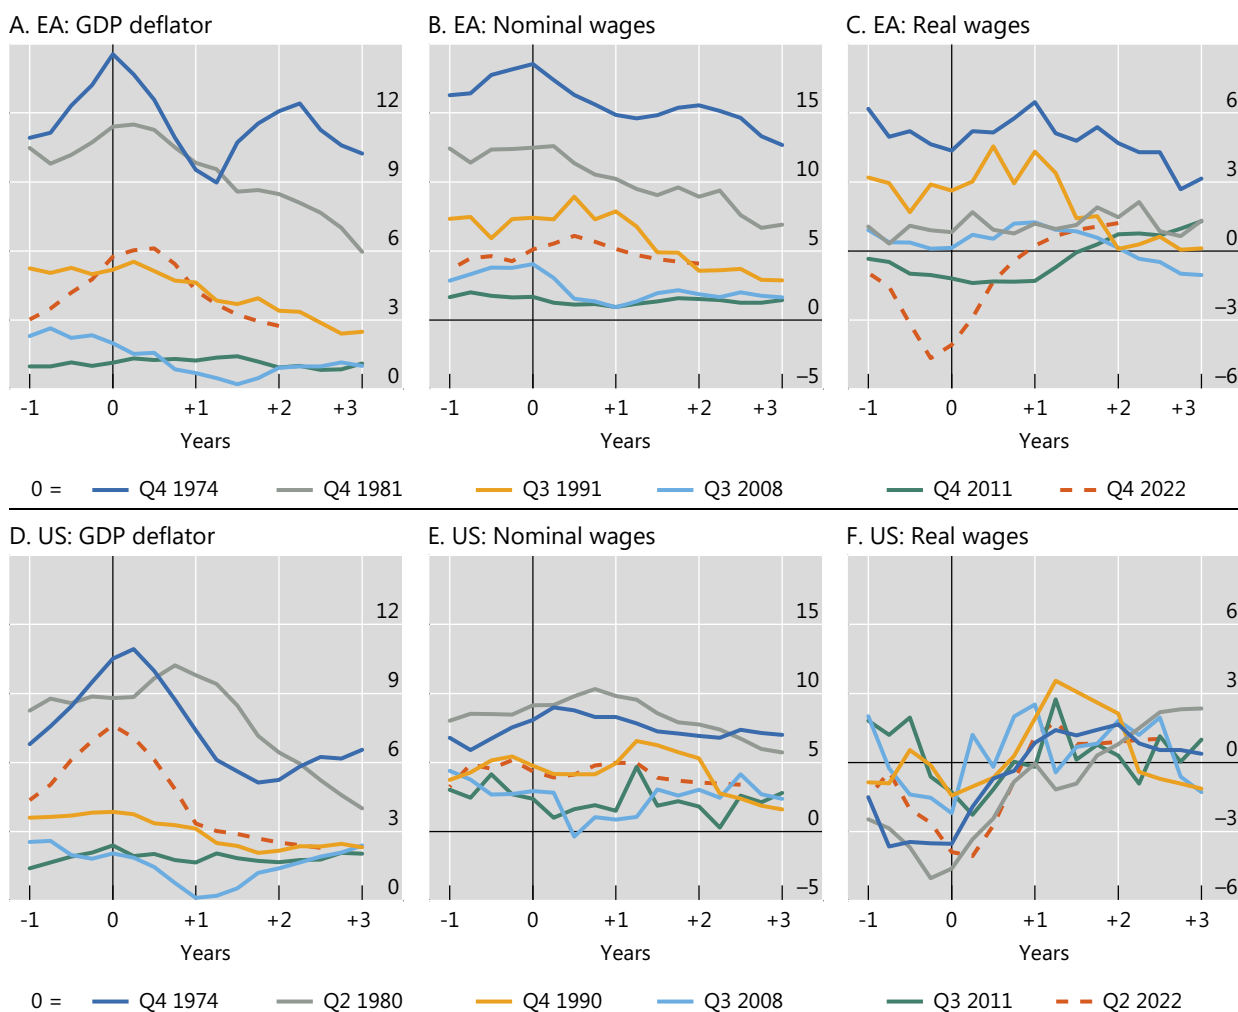 A. EA: GDP deflator
B. EA: Nominal wages
C. EA: Real wages
12
9
6
3
0
-1 0 +1 +2 +3
Years
15
10
5
0
–5
-1 0 +1 +2 +3
Years
6
3
0
–3
–6
-1 0 +1 +2 +3
Years
0 = Q4 1974 Q4 1981 Q3 1991 Q3 2008 Q4 2011 Q4 2022
D. US: GDP deflator
E. US: Nominal wages
F. US: Real wages
12
9
6
3
0
-1 0 +1 +2 +3
Years
15
10
5
0
–5
-1 0 +1 +2 +3
Years
6
3
0
–3
–6
-1 0 +1 +2 +3
Years
0 = Q4 1974 Q2 1980 Q4 1990 Q3 2008 Q3 2011 Q2 2022